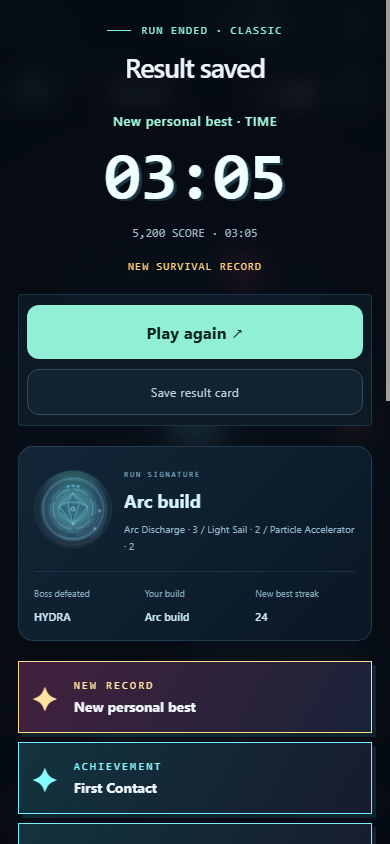 RUN ENDED · CLASSIC
Result saved
New personal best · TIME
03:05
5,200 SCORE · 03:05
NEW SURVIVAL RECORD
Play again ↗
Save result card
RUN SIGNATURE
Arc build
Arc Discharge · 3 / Light Sail · 2 / Particle Accelerator
· 2
Boss defeated
HYDRA
Your build
Arc build
New best streak
24
NEW RECORD
New personal best
ACHIEVEMENT
First Contact